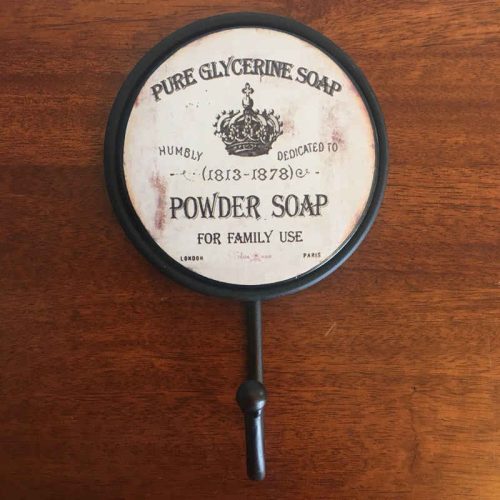 PURE GLYCERINE SOAP
HUMBLY DEDICATED TO
(1813-1878)
POWDER SOAP
FOR FAMILY USE
LONDON PARIS